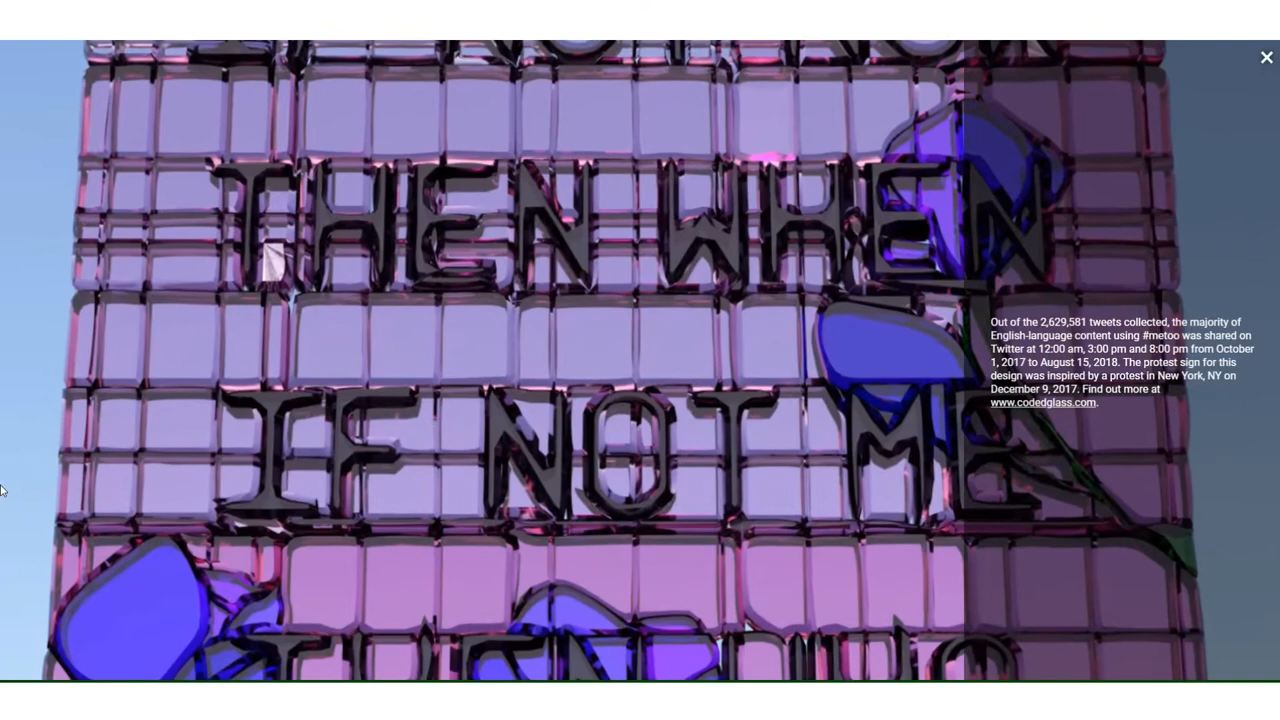 THEN WHEN
IF NOT ME
Out of the 2,629,581 tweets collected, the majority of
English-language content using #metoo was shared on
Twitter at 12:00 am, 3:00 pm and 8:00 pm from October
1, 2017 to August 15, 2018. The protest sign for this
design was inspired by a protest in New York, NY on
December 9, 2017. Find out more at
www.codedglass.com.